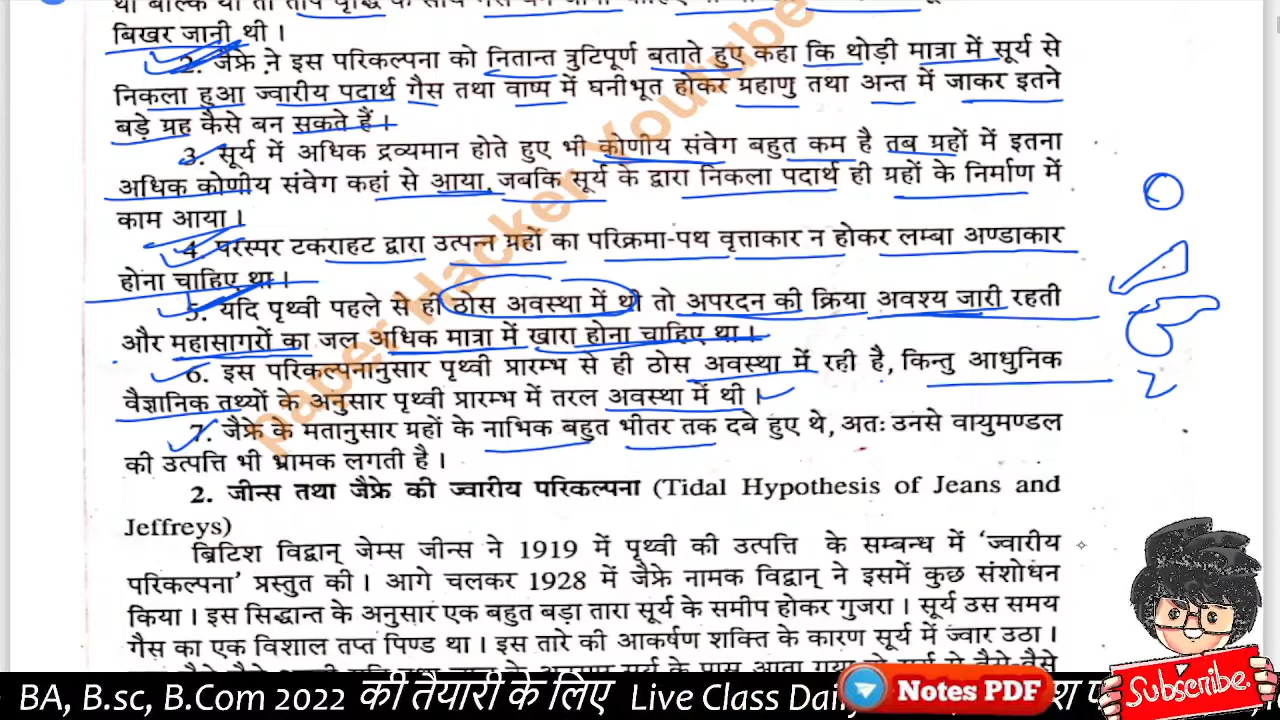 बिखर जानी थी ।
2. जैफ्रे ने इस परिकल्पना को नितान्त त्रुटिपूर्ण बताते हुए कहा कि थोड़ी मात्रा में सूर्य से
निकला हुआ ज्वारीय पदार्थ गैस तथा वाष्प में घनीभूत होकर ग्रहाणु तथा अन्त में जाकर इतने
बड़े ग्रह कैसे बन सकते हैं ।
3. सूर्य में अधिक द्रव्यमान होते हुए भी कोणीय संवेग बहुत कम है तब ग्रहों में इतना
अधिक कोणीय संवेग कहां से आया, जबकि सूर्य के द्वारा निकला पदार्थ ही ग्रहों के निर्माण में
काम आया ।
4. परस्पर टकराहट द्वारा उत्पन्न ग्रहों का परिक्रमा-पथ वृत्ताकार न होकर लम्बा अण्डाकार
होना चाहिए था ।
5. यदि पृथ्वी पहले से ही ठोस अवस्था में थी तो अपरदन की क्रिया अवश्य जारी रहती
और महासागरों का जल अधिक मात्रा में खारा होना चाहिए था ।
6. इस परिकल्पनानुसार पृथ्वी प्रारम्भ से ही ठोस अवस्था में रही है, किन्तु आधुनिक
वैज्ञानिक तथ्यों के अनुसार पृथ्वी प्रारम्भ में तरल अवस्था में थी ।
7. जैफ्रे के मतानुसार ग्रहों के नाभिक बहुत भीतर तक दबे हुए थे, अतः उनसे वायुमण्डल
की उत्पत्ति भी भ्रामक लगती है ।
2. जीन्स तथा जैफ्रे की ज्वारीय परिकल्पना (Tidal Hypothesis of Jeans and
Jeffreys)
ब्रिटिश विद्वान् जेम्स जीन्स ने 1919 में पृथ्वी की उत्पत्ति के सम्बन्ध में 'ज्वारीय
परिकल्पना' प्रस्तुत की । आगे चलकर 1928 में जैफ्रे नामक विद्वान् ने इसमें कुछ संशोधन
किया । इस सिद्धान्त के अनुसार एक बहुत बड़ा तारा सूर्य के समीप होकर गुजरा । सूर्य उस समय
गैस का एक विशाल तप्त पिण्ड था । इस तारे की आकर्षण शक्ति के कारण सूर्य में ज्वार उठा ।
Paper Hacker Youtube
BA, B.sc, B.Com 2022 की तैयारी के लिए Live Class Daily
Notes PDF
Subscribe.